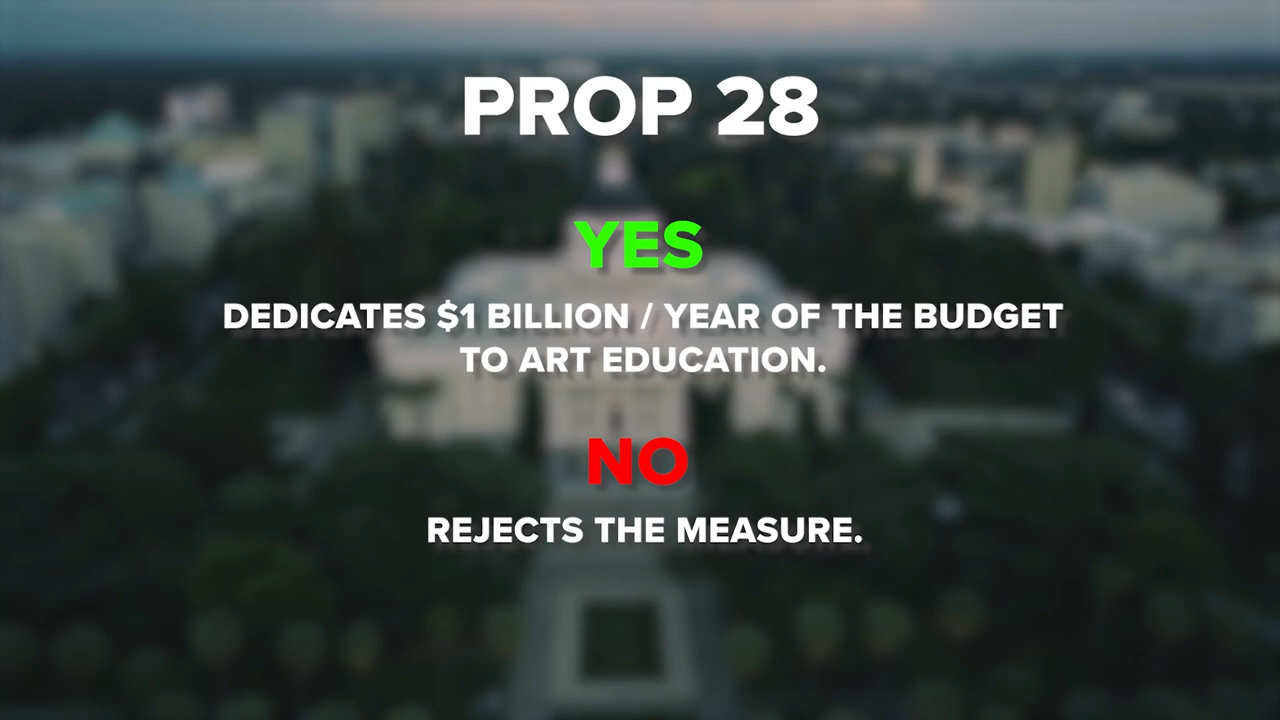 PROP 28
YES
DEDICATES $1 BILLION / YEAR OF THE BUDGET
TO ART EDUCATION.
NO
REJECTS THE MEASURE.